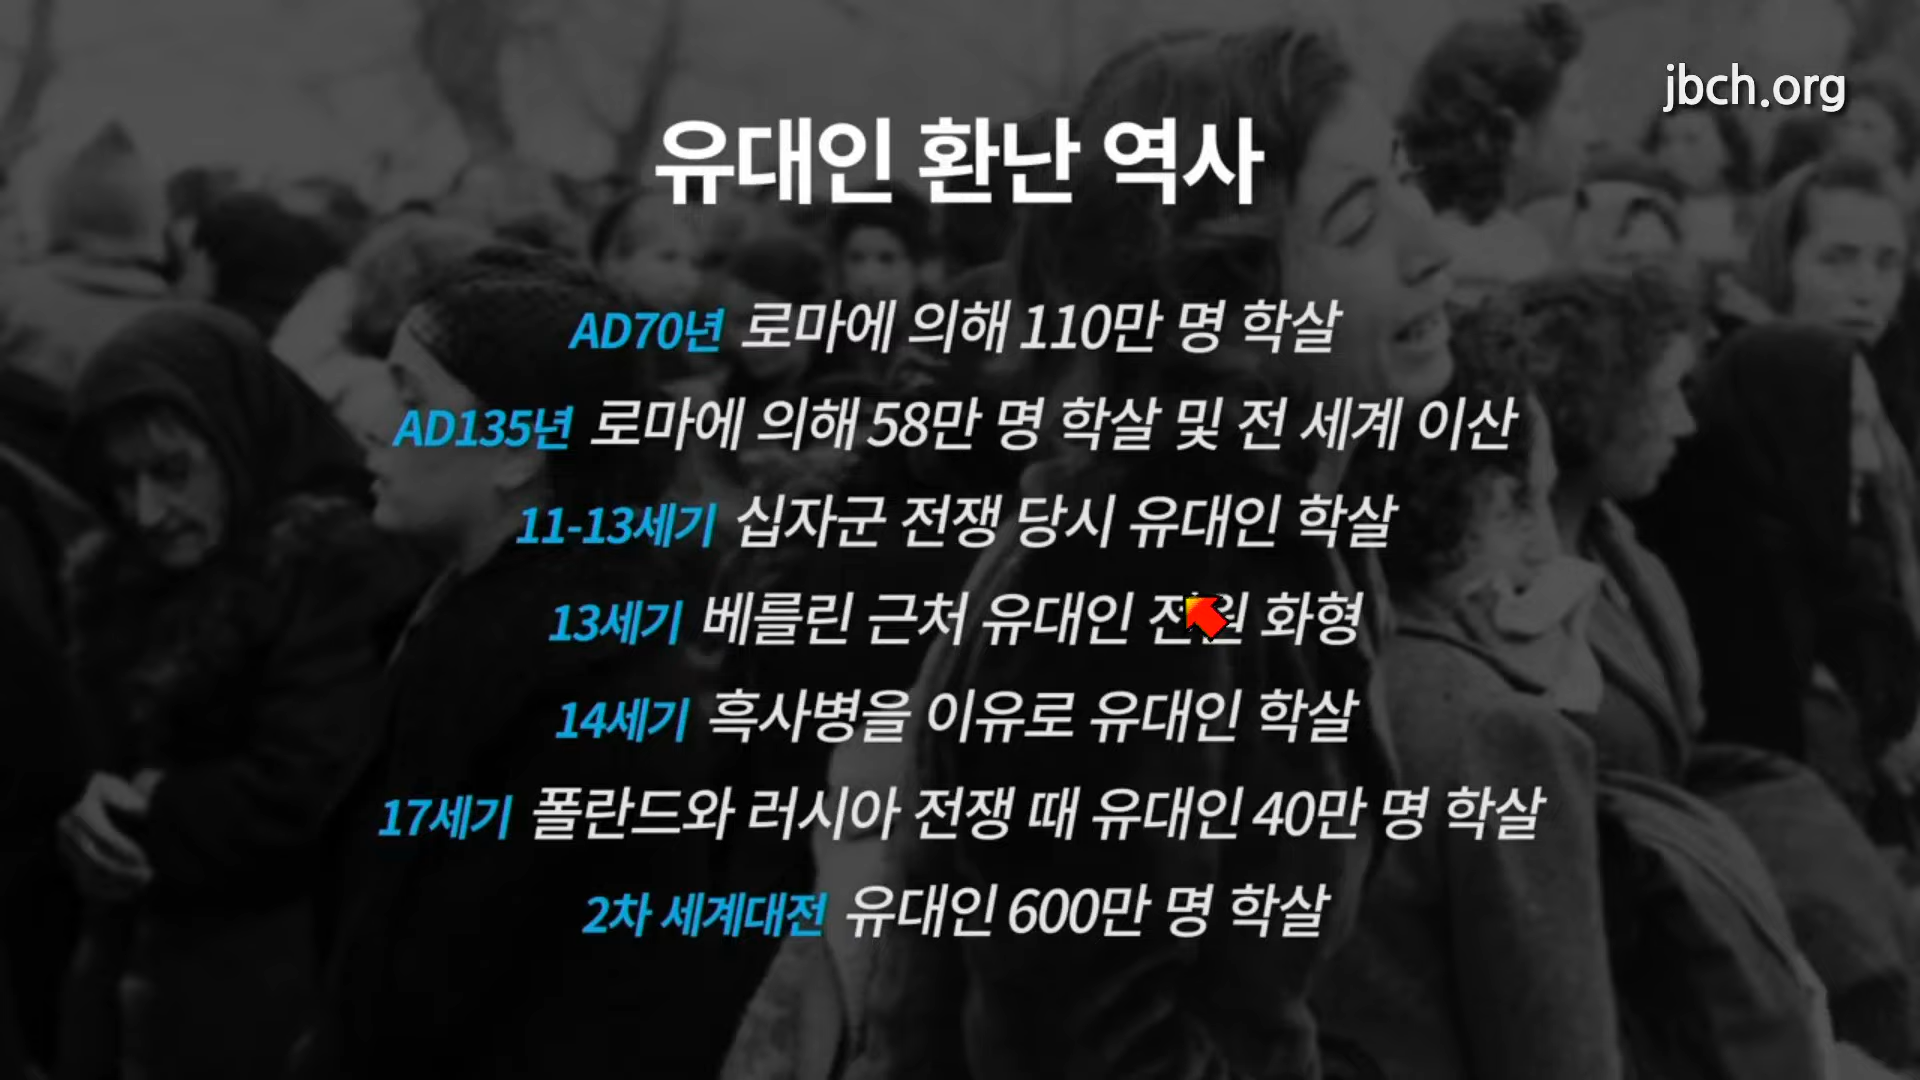 jbch.org
유대인 환난 역사
AD70년 로마에 의해 110만 명 학살
AD135년 로마에 의해 58만 명 학살 및 전 세계 이산
11-13세기 십자군 전쟁 당시 유대인 학살
13세기 베를린 근처 유대인 전원 화형
14세기 흑사병을 이유로 유대인 학살
17세기 폴란드와 러시아 전쟁 때 유대인 40만 명 학살
2차 세계대전 유대인 600만 명 학살